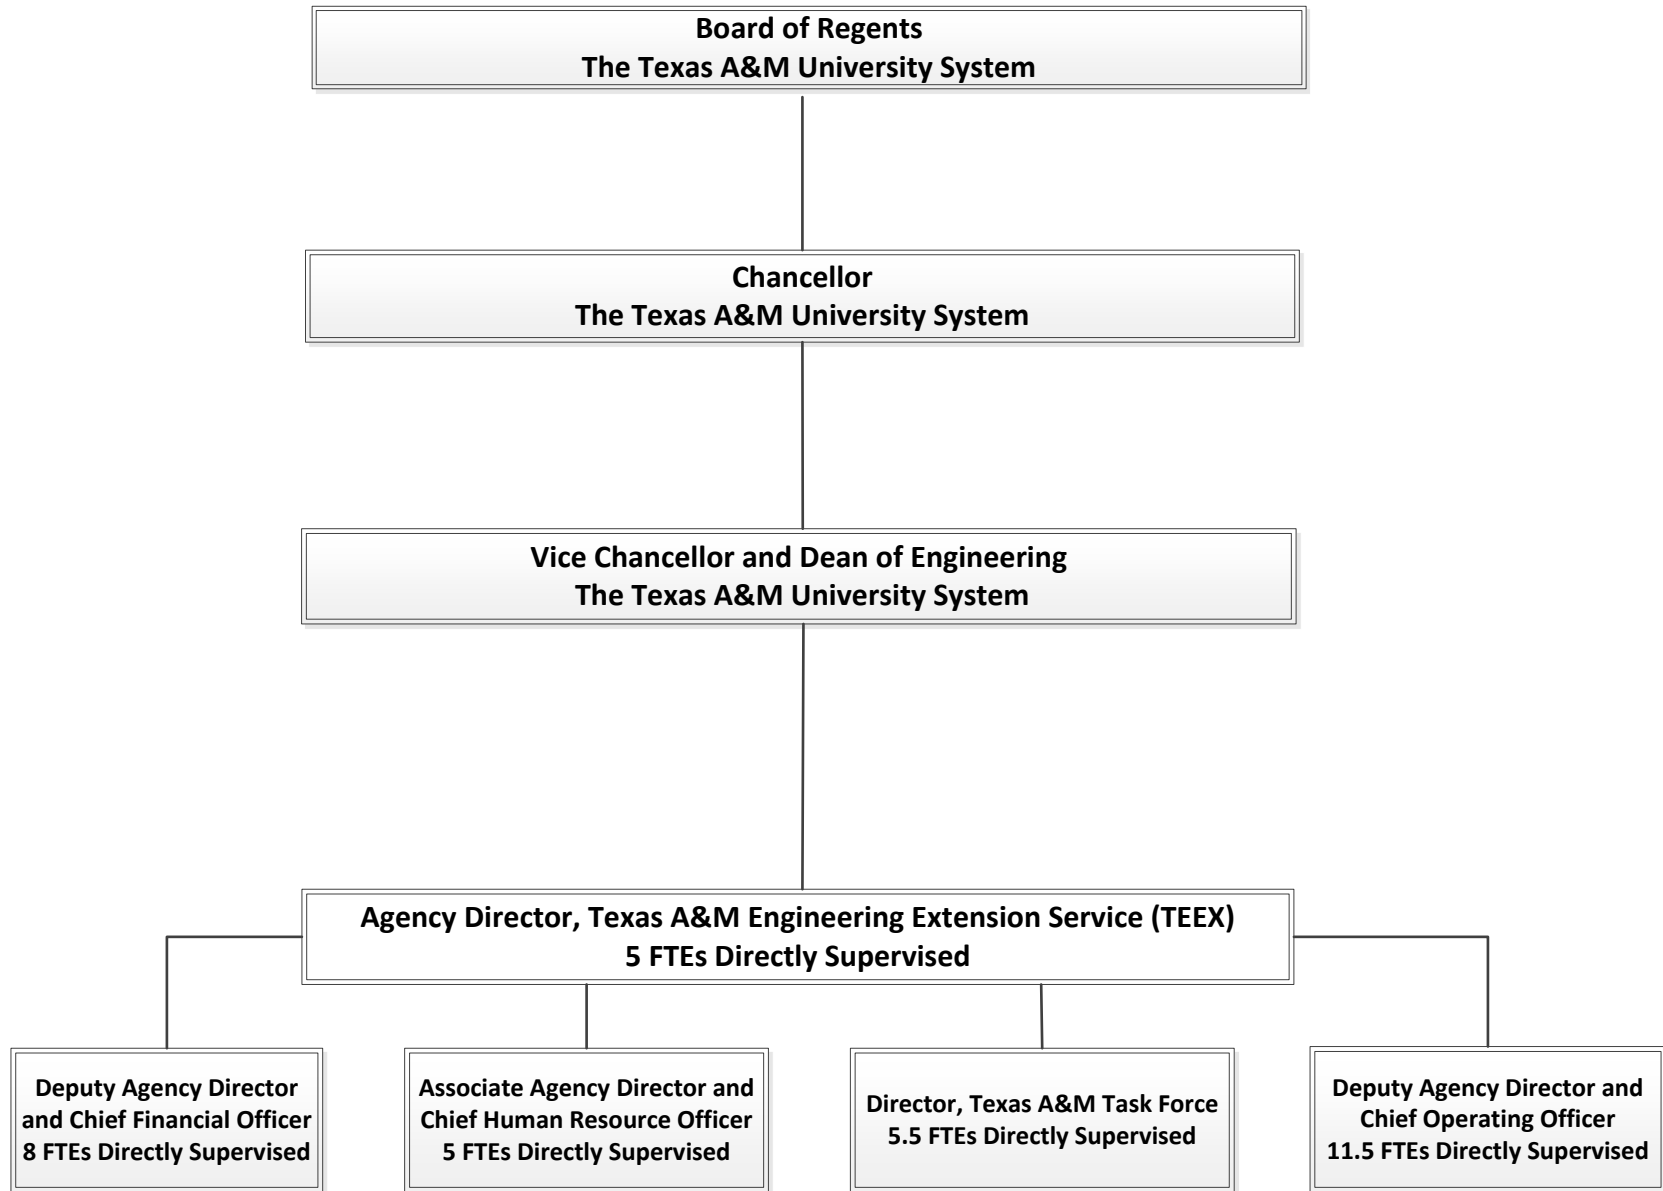 Board of Regents
The Texas A&M University System
Chancellor
The Texas A&M University System
Vice Chancellor and Dean of Engineering
The Texas A&M University System
Agency Director, Texas A&M Engineering Extension Service (TEEX)
5 FTEs Directly Supervised
Deputy Agency Director
and Chief Financial Officer
8 FTEs Directly Supervised
Associate Agency Director and
Chief Human Resource Officer
5 FTEs Directly Supervised
Director, Texas A&M Task Force
5.5 FTEs Directly Supervised
Deputy Agency Director and
Chief Operating Officer
11.5 FTEs Directly Supervised